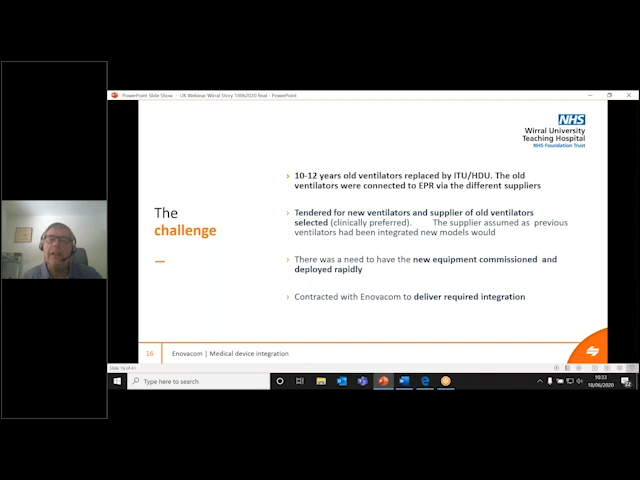 PowerPoint Slide Show - UK Webinar Wirral Story 10062020 final - PowerPoint
NHS
Wirral University
Teaching Hospital
NHS Foundation Trust
The
challenge
› 10-12 years old ventilators replaced by ITU/HDU. The old
ventilators were connected to EPR via the different suppliers
› Tendered for new ventilators and supplier of old ventilators
selected (clinically preferred). The supplier assumed as previous
ventilators had been integrated new models would
› There was a need to have the new equipment commissioned and
deployed rapidly
› Contracted with Enovacom to deliver required integration
16 Enovacom | Medical device integration
Slide 16 of 41
Type here to search
10:33
10/06/2020
22